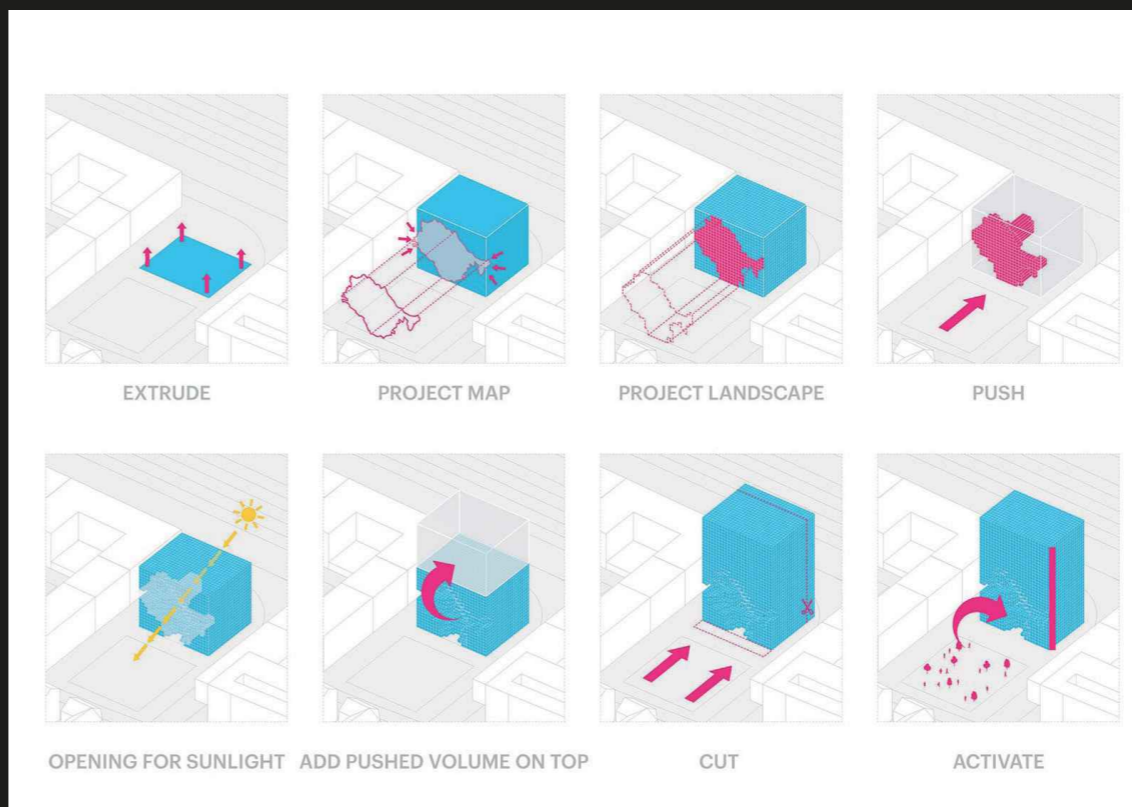 EXTRUDE
PROJECT MAP
PROJECT LANDSCAPE
PUSH
OPENING FOR SUNLIGHT
ADD PUSHED VOLUME ON TOP
CUT
ACTIVATE